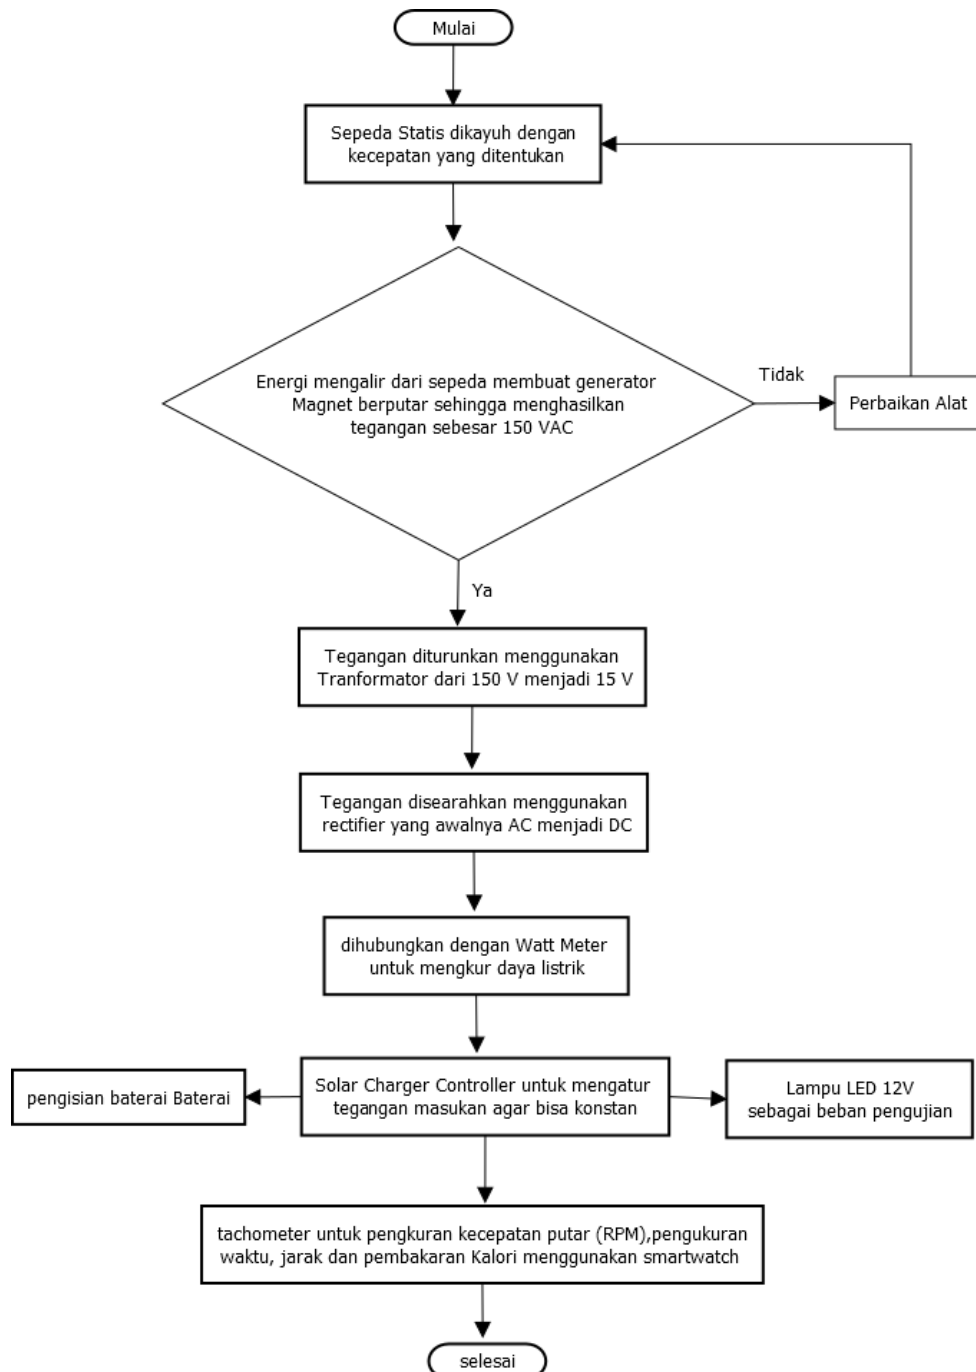 Mulai
Sepeda Statis dikayuh dengan
kecepatan yang ditentukan
Energi mengalir dari sepeda membuat generator
Magnet berputar sehingga menghasilkan
tegangan sebesar 150 VAC
Tidak
Perbaikan Alat
Ya
Tegangan diturunkan menggunakan
Tranformator dari 150 V menjadi 15 V
Tegangan disearahkan menggunakan
rectifier yang awalnya AC menjadi DC
dihubungkan dengan Watt Meter
untuk mengkur daya listrik
pengisian baterai Baterai
Solar Charger Controller untuk mengatur
tegangan masukan agar bisa konstan
Lampu LED 12V
sebagai beban pengujian
tachometer untuk pengkuran kecepatan putar (RPM),pengukuran
waktu, jarak dan pembakaran Kalori menggunakan smartwatch
selesai